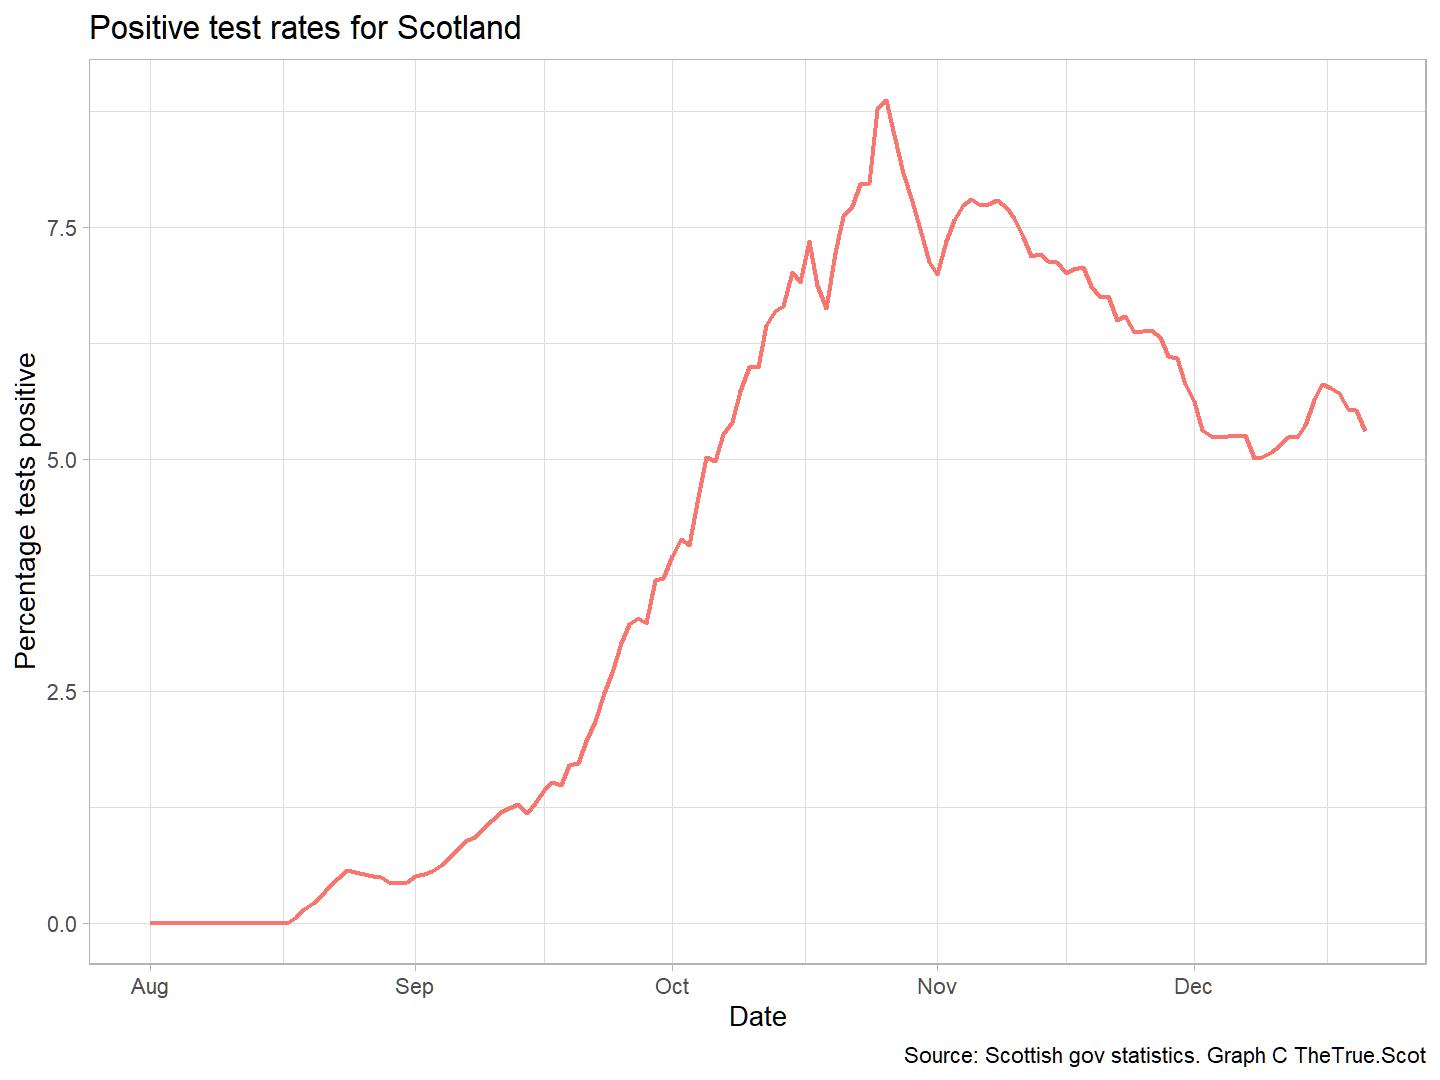 Positive test rates for Scotland
Percentage tests positive
7.5
5.0
2.5
0.0
Aug Sep Oct Nov Dec
Date
Source: Scottish gov statistics. Graph C TheTrue.Scot